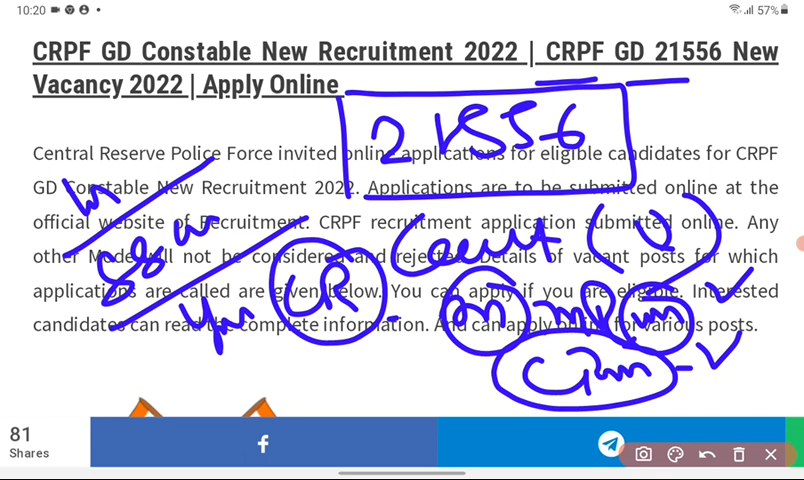 10:20
57%
CRPF GD Constable New Recruitment 2022 | CRPF GD 21556 New
Vacancy 2022 | Apply Online
21556
Central Reserve Police Force invited online applications for eligible candidates for CRPF
GD Constable New Recruitment 2022. Applications are to be submitted online at the
official website of Recruitment. CRPF recruitment application submitted online. Any
other Mode will not be considered and rejected. Details of vacant posts for which
applications are called are given below. You can apply if you are eligible. Interested
candidates can read the complete information. And can apply online for various posts.
81
Shares
f